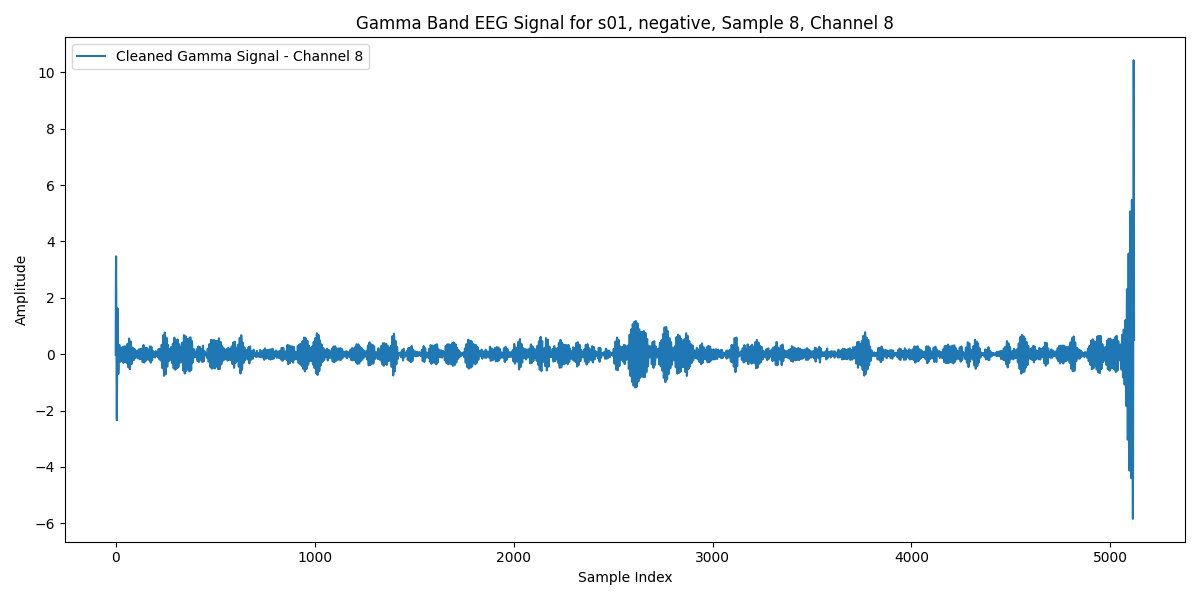 Gamma Band EEG Signal for s01, negative, Sample 8, Channel 8
Cleaned Gamma Signal - Channel 8
10
8
6
4
2
0
−2
−4
−6
Amplitude
0 1000 2000 3000 4000 5000
Sample Index